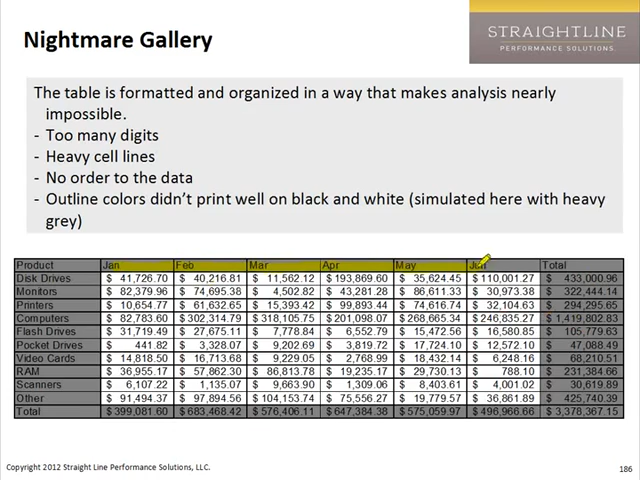 Nightmare Gallery
STRAIGHTLINE
PERFORMANCE SOLUTIONS.
The table is formatted and organized in a way that makes analysis nearly
impossible.
- Too many digits
- Heavy cell lines
- No order to the data
- Outline colors didn't print well on black and white (simulated here with heavy
grey)
Product Jan Feb Mar Apr May Jun Total
Disk Drives $ 41,726.70 $ 40,216.81 $ 11,562.12 $ 193,869.60 $ 35,624.45 $ 110,001.27 $ 433,000.96
Monitors $ 82,379.96 $ 74,695.38 $ 4,502.82 $ 43,281.28 $ 86,611.33 $ 30,973.38 $ 322,444.14
Printers $ 10,654.77 $ 61,632.65 $ 15,393.42 $ 99,893.44 $ 74,616.74 $ 32,104.63 $ 294,295.65
Computers $ 82,783.60 $ 302,314.79 $ 318,105.75 $ 201,098.07 $ 268,665.34 $ 246,835.27 $ 1,419,802.83
Flash Drives $ 31,719.49 $ 27,675.11 $ 7,778.84 $ 6,552.79 $ 15,472.56 $ 16,580.85 $ 105,779.63
Pocket Drives $ 441.82 $ 3,328.07 $ 9,202.69 $ 3,819.72 $ 17,724.10 $ 12,572.10 $ 47,088.49
Video Cards $ 14,818.50 $ 16,713.68 $ 9,229.05 $ 2,768.99 $ 18,432.14 $ 6,248.16 $ 68,210.51
RAM $ 36,955.17 $ 57,862.30 $ 86,813.78 $ 19,235.17 $ 29,730.13 $ 788.10 $ 231,384.66
Scanners $ 6,107.22 $ 1,135.07 $ 9,663.90 $ 1,309.06 $ 8,403.61 $ 4,001.02 $ 30,619.89
Other $ 91,494.37 $ 97,894.56 $ 104,153.74 $ 75,556.27 $ 19,779.57 $ 36,861.89 $ 425,740.39
Total $ 399,081.60 $ 683,468.42 $ 576,406.11 $ 647,384.38 $ 575,059.97 $ 496,966.66 $ 3,378,367.15
Copyright 2012 Straight Line Performance Solutions, LLC.
186